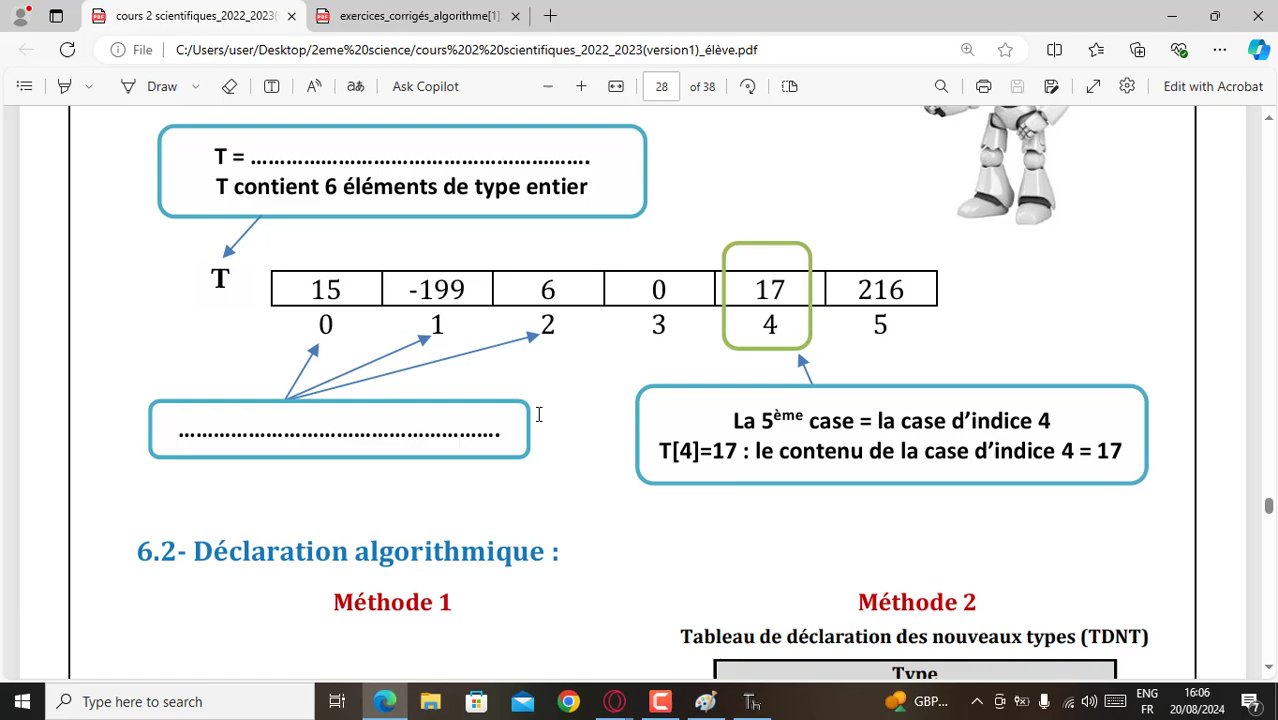 cours 2 scientifiques_2022_2023(
exercices_corrigés_algorithme[1].
File
C:/Users/user/Desktop/2eme%20science/cours%202%20scientifiques_2022_2023(version1)_élève.pdf
Draw
aあ
Ask Copilot
28 of 38
Edit with Acrobat
T = ……………………………………………….
T contient 6 éléments de type entier
T
15 -199 6 0 17 216
0 1 2 3 4 5
…………………………………………….
La 5ème case = la case d’indice 4
T[4]=17 : le contenu de la case d’indice 4 = 17
6.2- Déclaration algorithmique :
Méthode 1
Méthode 2
Tableau de déclaration des nouveaux types (TDNT)
Type
Type here to search
Th
GBP...
ENG
FR
16:06
20/08/2024
7